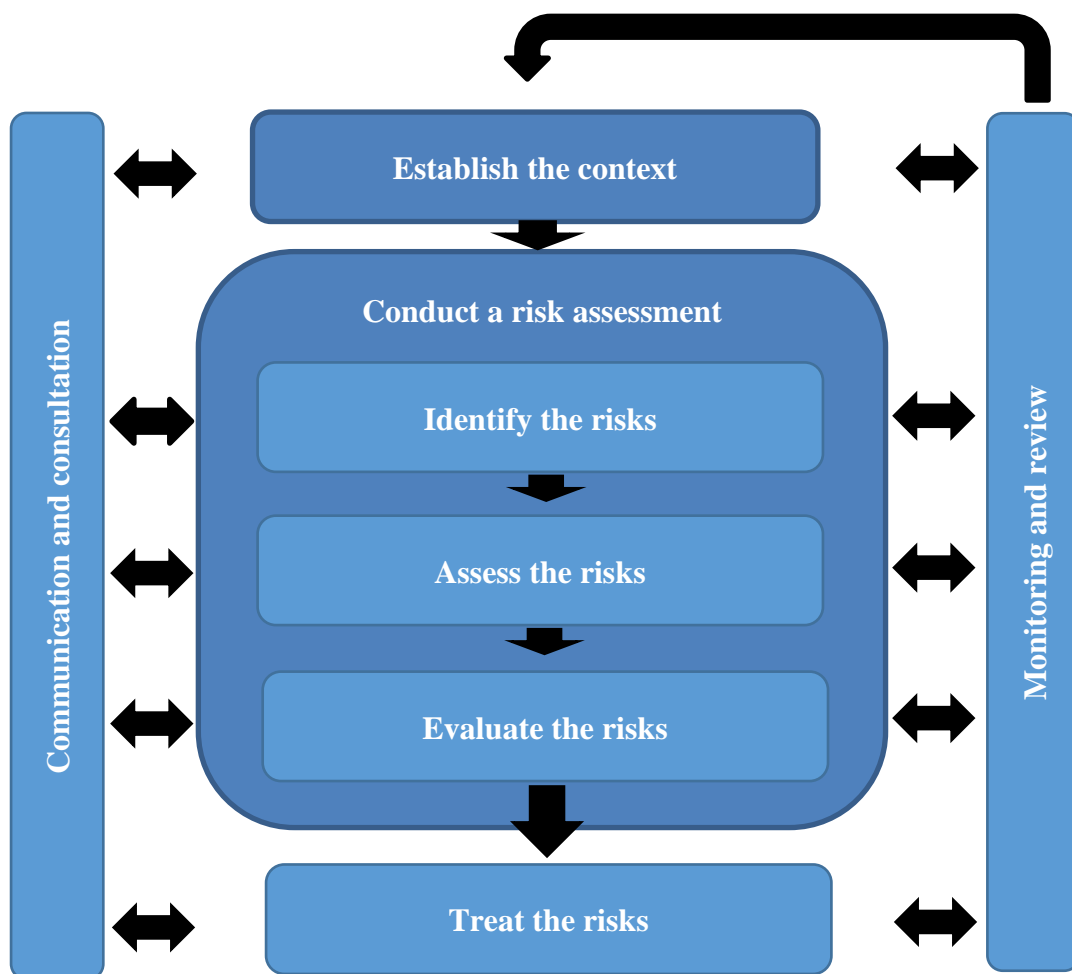 Establish the context
Conduct a risk assessment
Identify the risks
Assess the risks
Evaluate the risks
Treat the risks
Communication and consultation
Monitoring and review